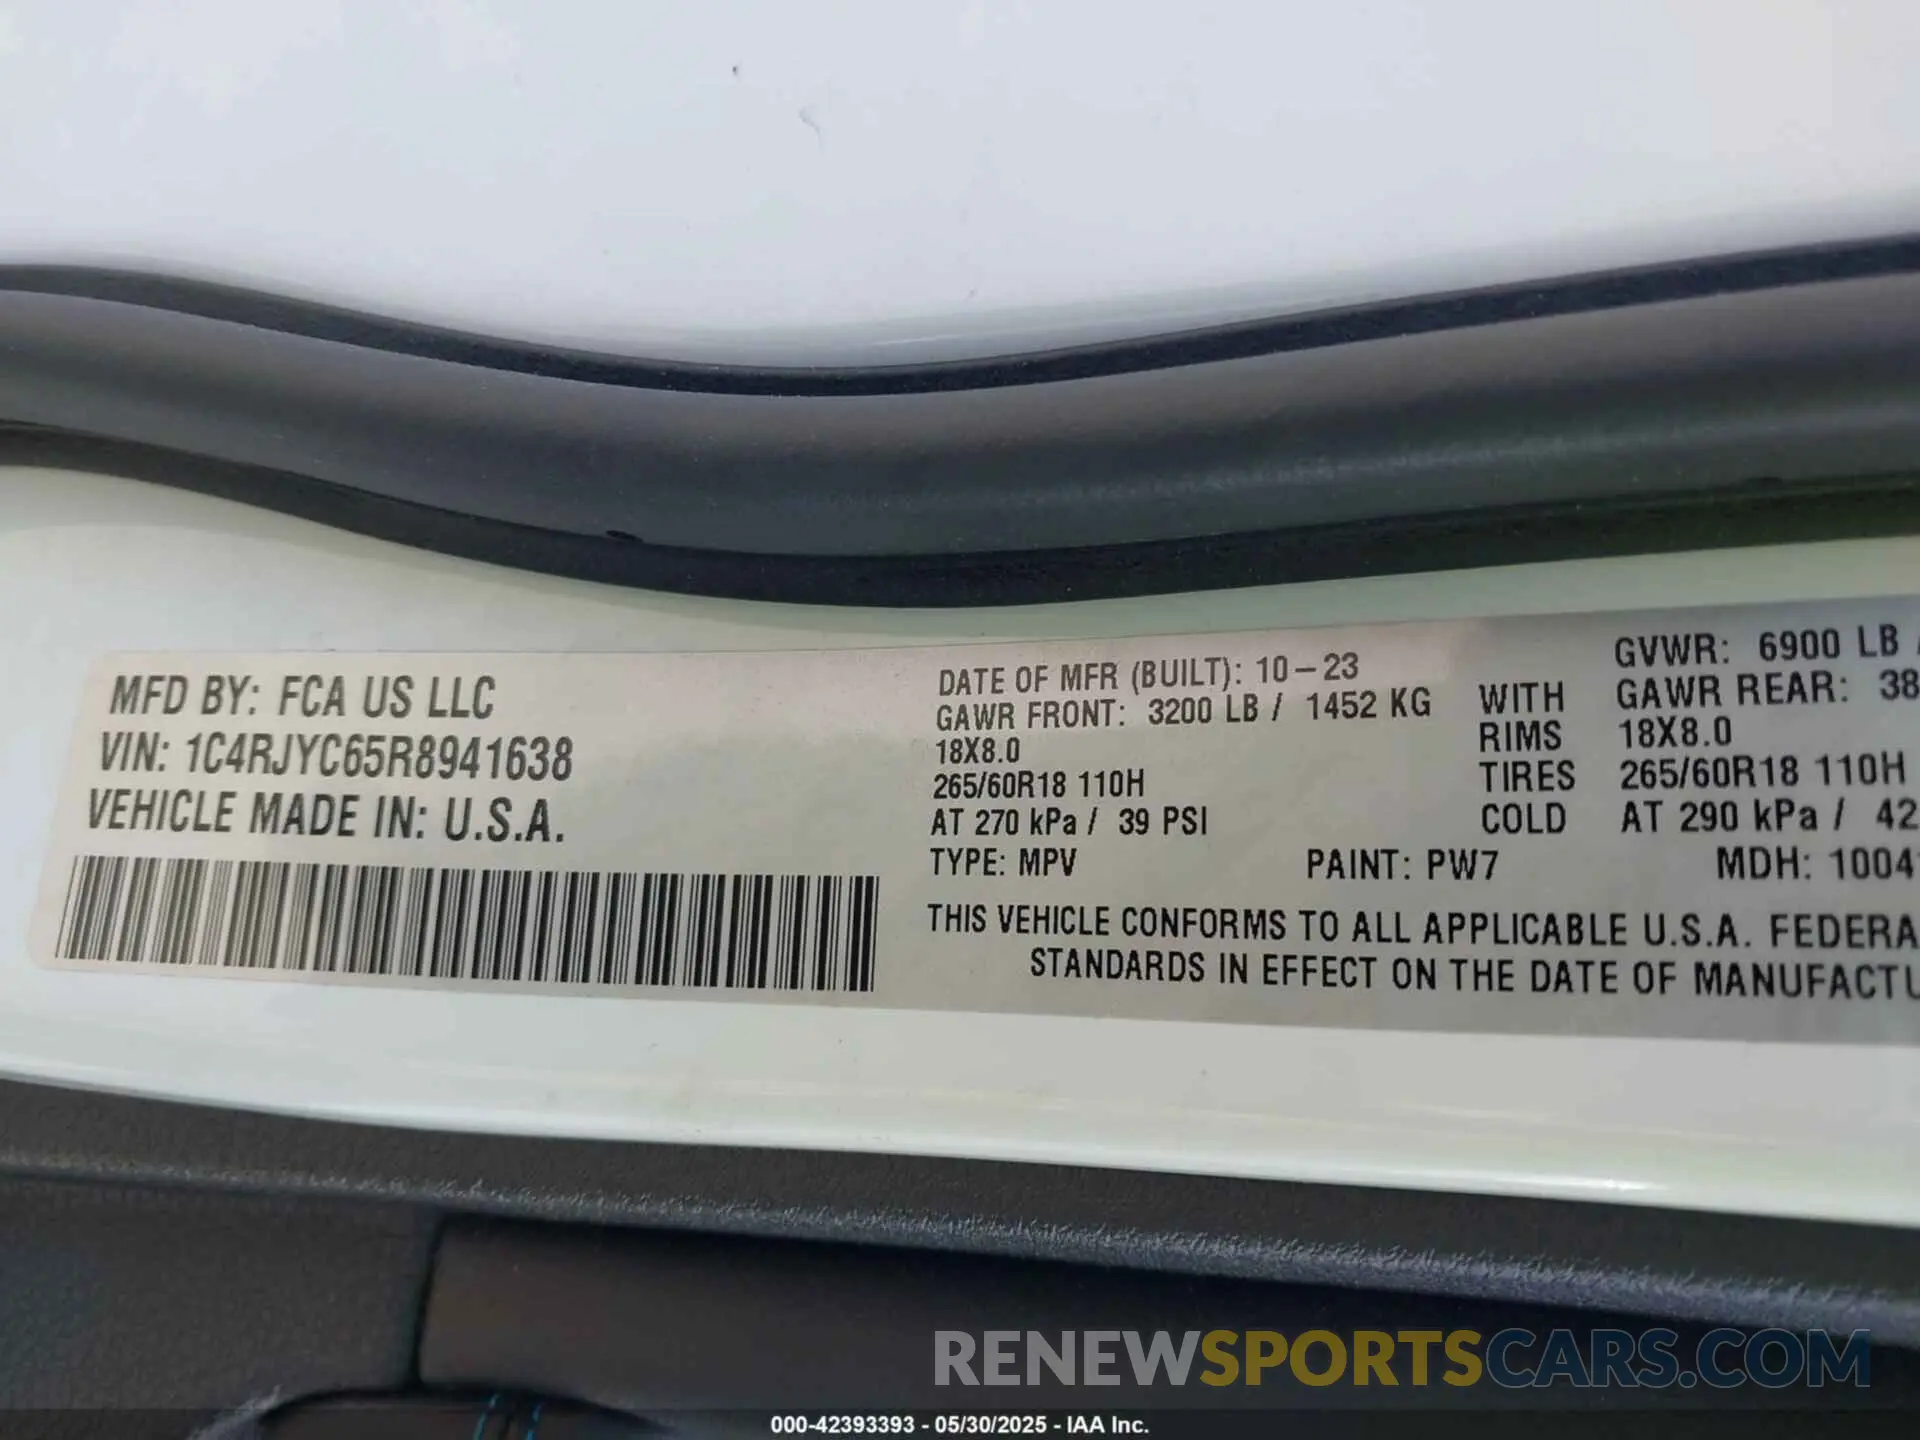 MFD BY: FCA US LLC
VIN: 1C4RJYC65R8941638
VEHICLE MADE IN: U.S.A.
DATE OF MFR (BUILT): 10-23 GVWR: 6900 LB /
GAWR FRONT: 3200 LB / 1452 KG WITH GAWR REAR: 38
18X8.0 RIMS 18X8.0
265/60R18 110H TIRES 265/60R18 110H
AT 270 kPa / 39 PSI COLD AT 290 kPa / 42
TYPE: MPV PAINT: PW7 MDH: 1004
THIS VEHICLE CONFORMS TO ALL APPLICABLE U.S.A. FEDERA
STANDARDS IN EFFECT ON THE DATE OF MANUFACTU
RENEWSPORTSCARS.COM
000-42393393 - 05/30/2025 - IAA Inc.